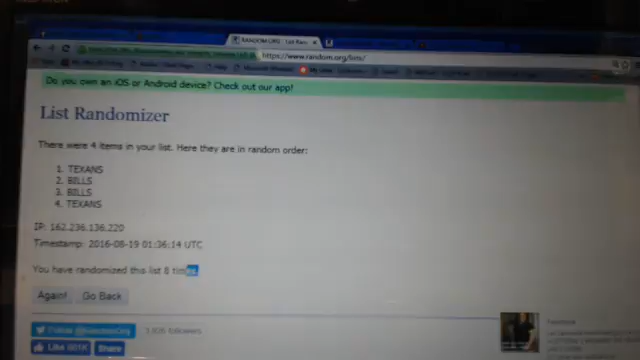 RANDOM.ORG - List Ran
https://www.random.org/lists/
Do you own an iOS or Android device? Check out our app!
List Randomizer
There were 4 items in your list. Here they are in random order:
1. TEXANS
2. BILLS
3. BILLS
4. TEXANS
IP: 162.236.136.220
Timestamp: 2016-08-19 01:36:14 UTC
You have randomized this list 8 times.
Again! Go Back
Follow @RandomOrg followers
Like 601K Share